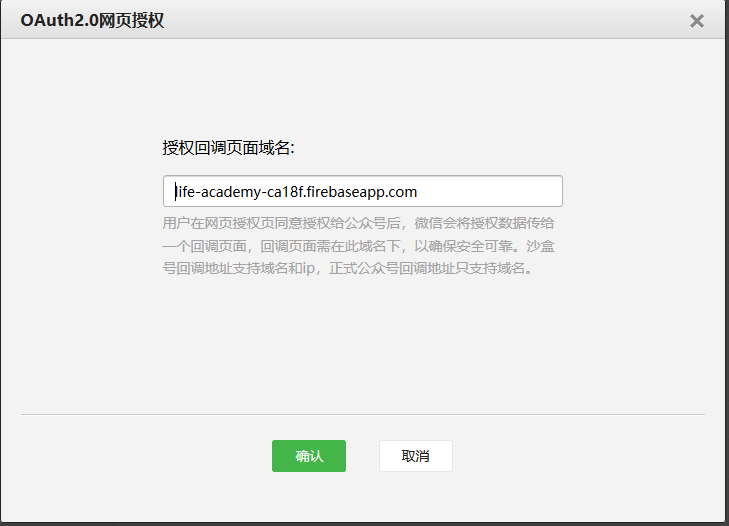 OAuth2.0网页授权
授权回调页面域名:
life-academy-ca18f.firebaseapp.com
用户在网页授权页同意授权给公众号后，微信会将授权数据传给
一个回调页面，回调页面需在此域名下，以确保安全可靠。沙盒
号回调地址支持域名和ip，正式公众号回调地址只支持域名。
确认
取消